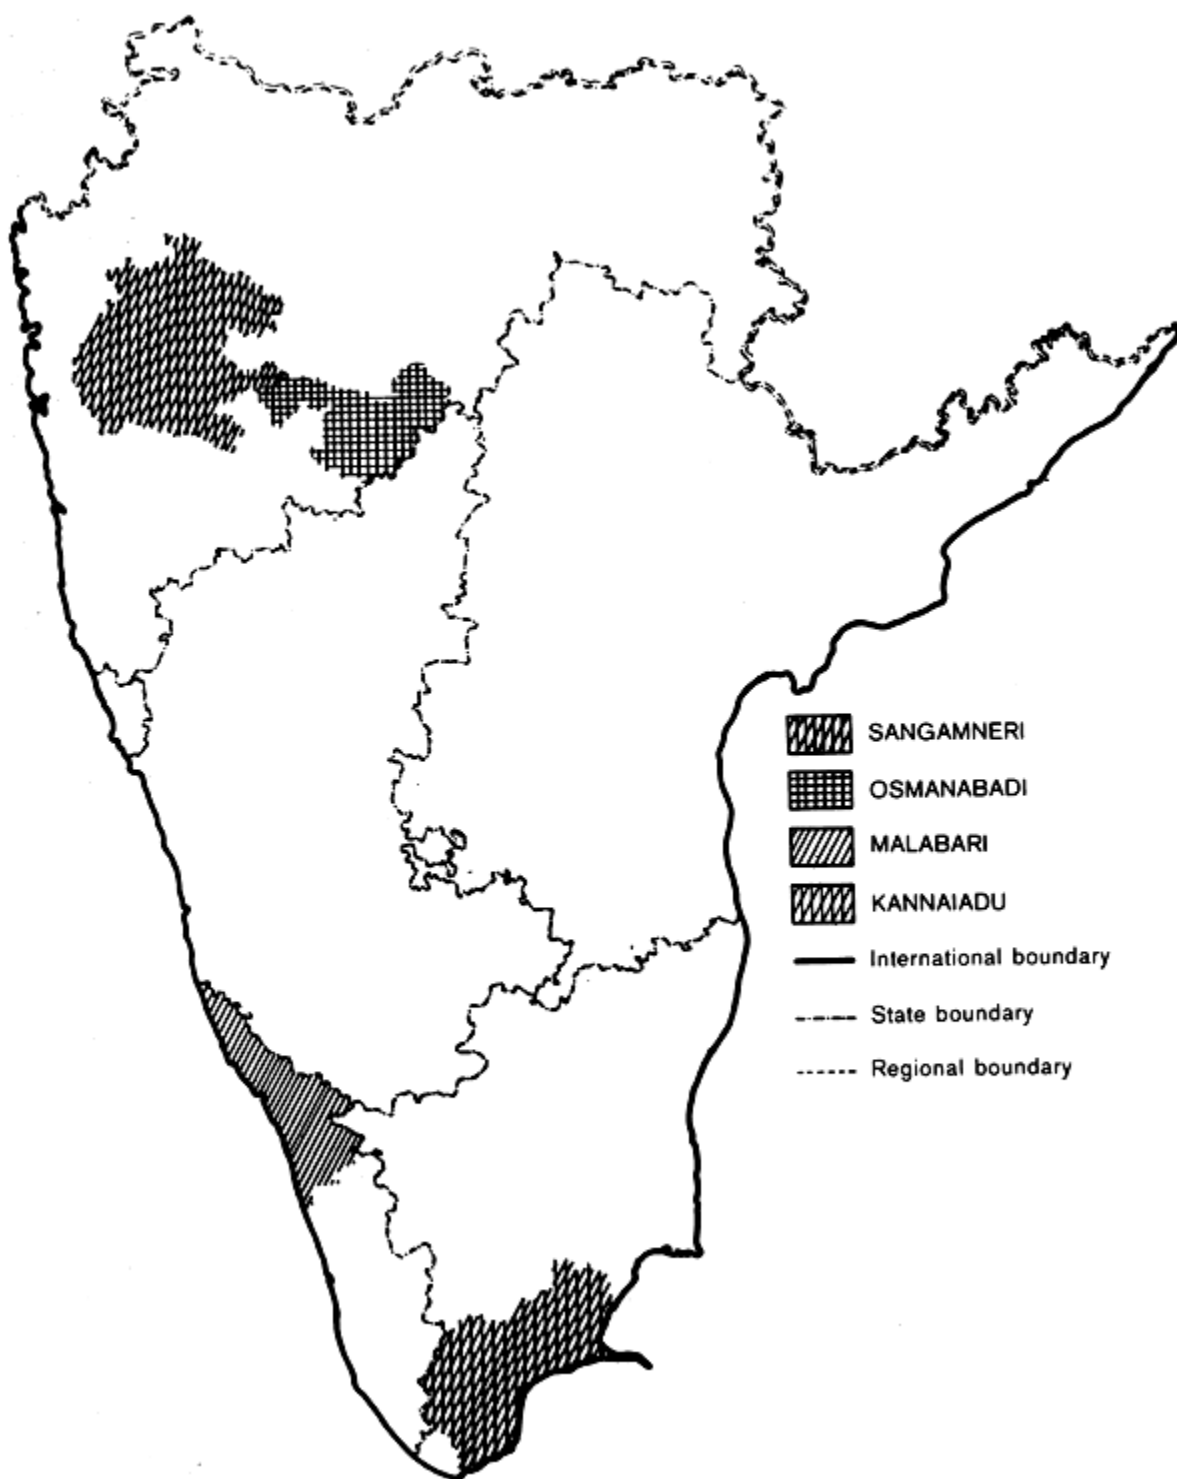 SANGAMNERI
OSMANABADI
MALABARI
KANNAIADU
International boundary
State boundary
Regional boundary